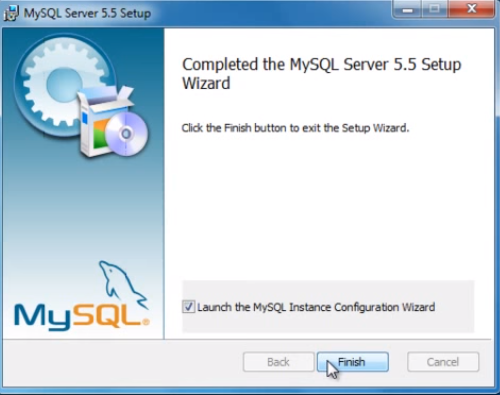 MySQL Server 5.5 Setup
Completed the MySQL Server 5.5 Setup
Wizard
Click the Finish button to exit the Setup Wizard.
MySQL®
Launch the MySQL Instance Configuration Wizard
Back
Finish
Cancel